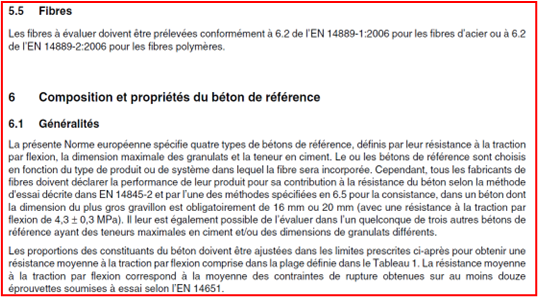 5.5 Fibres
Les fibres à évaluer doivent être prélevées conformément à 6.2 de l'EN 14889-1:2006 pour les fibres d'acier ou à 6.2
de l'EN 14889-2:2006 pour les fibres polymères.
6 Composition et propriétés du béton de référence
6.1 Généralités
La présente Norme européenne spécifie quatre types de bétons de référence, définis par leur résistance à la traction
par flexion, la dimension maximale des granulats et la teneur en ciment. Le ou les bétons de référence sont choisis
en fonction du type de produit ou de système dans lequel la fibre sera incorporée. Cependant, tous les fabricants de
fibres doivent déclarer la performance de leur produit pour sa contribution à la résistance du béton selon la méthode
d'essai décrite dans EN 14845-2 et par l'une des méthodes spécifiées en 6.5 pour la consistance, dans un béton dont
la dimension du plus gros gravillon est obligatoirement de 16 mm ou 20 mm (avec une résistance à la traction par
flexion de 4,3 ± 0,3 MPa). Il leur est également possible de l'évaluer dans l'un quelconque de trois autres bétons de
référence ayant des teneurs maximales en ciment et/ou des dimensions de granulats différents.
Les proportions des constituants du béton doivent être ajustées dans les limites prescrites ci-après pour obtenir une
résistance moyenne à la traction par flexion comprise dans la plage définie dans le Tableau 1. La résistance moyenne
à la traction par flexion correspond à la moyenne des contraintes de rupture obtenues sur au moins douze
éprouvettes soumises à essai selon l'EN 14651.